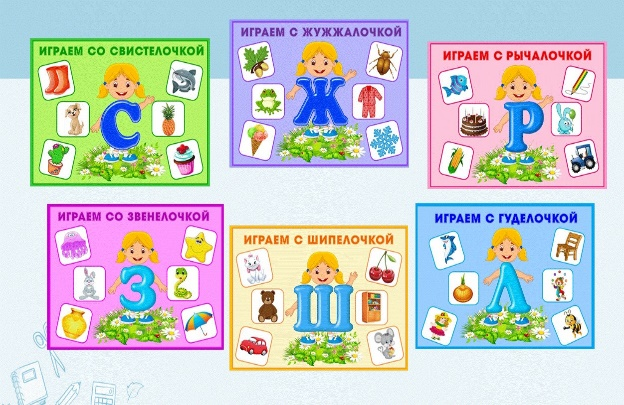 ИГРАЕМ СО СВИСТЕЛОЧКОЙ
С
ИГРАЕМ С ЖУЖЖАЛОЧКОЙ
Ж
ИГРАЕМ С РЫЧАЛОЧКОЙ
Р
ИГРАЕМ СО ЗВЕНЕЛОЧКОЙ
З
ИГРАЕМ С ШИПЕЛОЧКОЙ
Ш
ИГРАЕМ С ГУДЕЛОЧКОЙ
Л